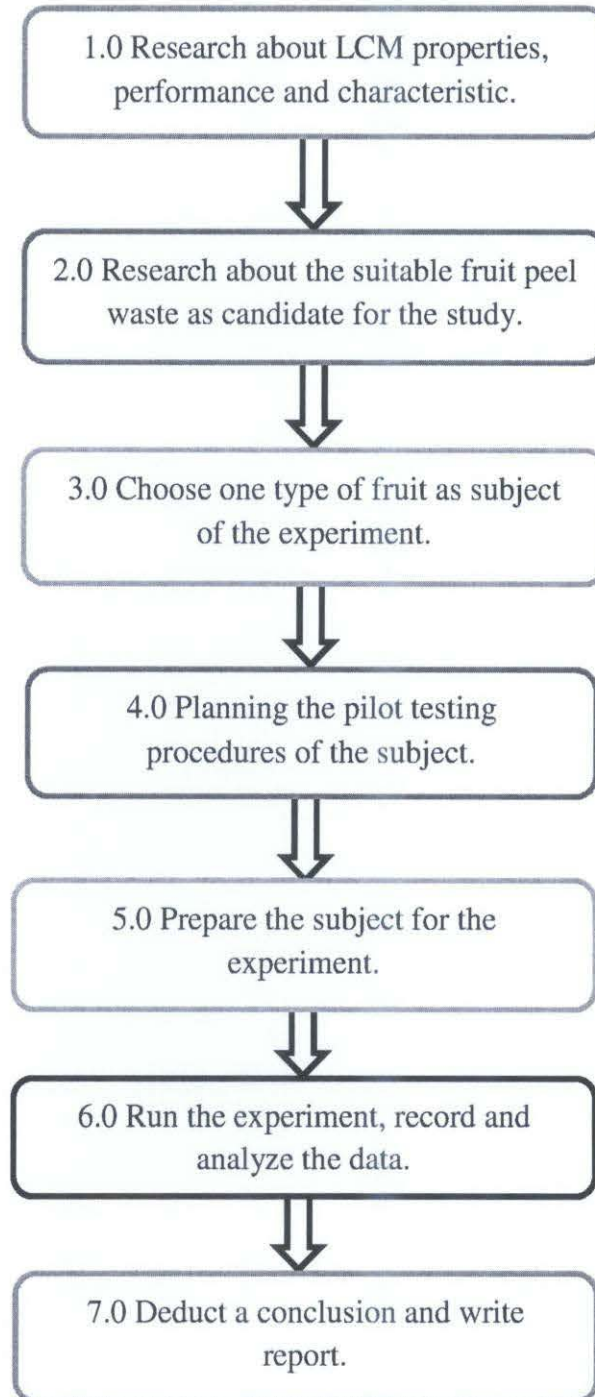 1.0 Research about LCM properties,
performance and characteristic.
2.0 Research about the suitable fruit peel
waste as candidate for the study.
3.0 Choose one type of fruit as subject
of the experiment.
4.0 Planning the pilot testing
procedures of the subject.
5.0 Prepare the subject for the
experiment.
6.0 Run the experiment, record and
analyze the data.
7.0 Deduct a conclusion and write
report.